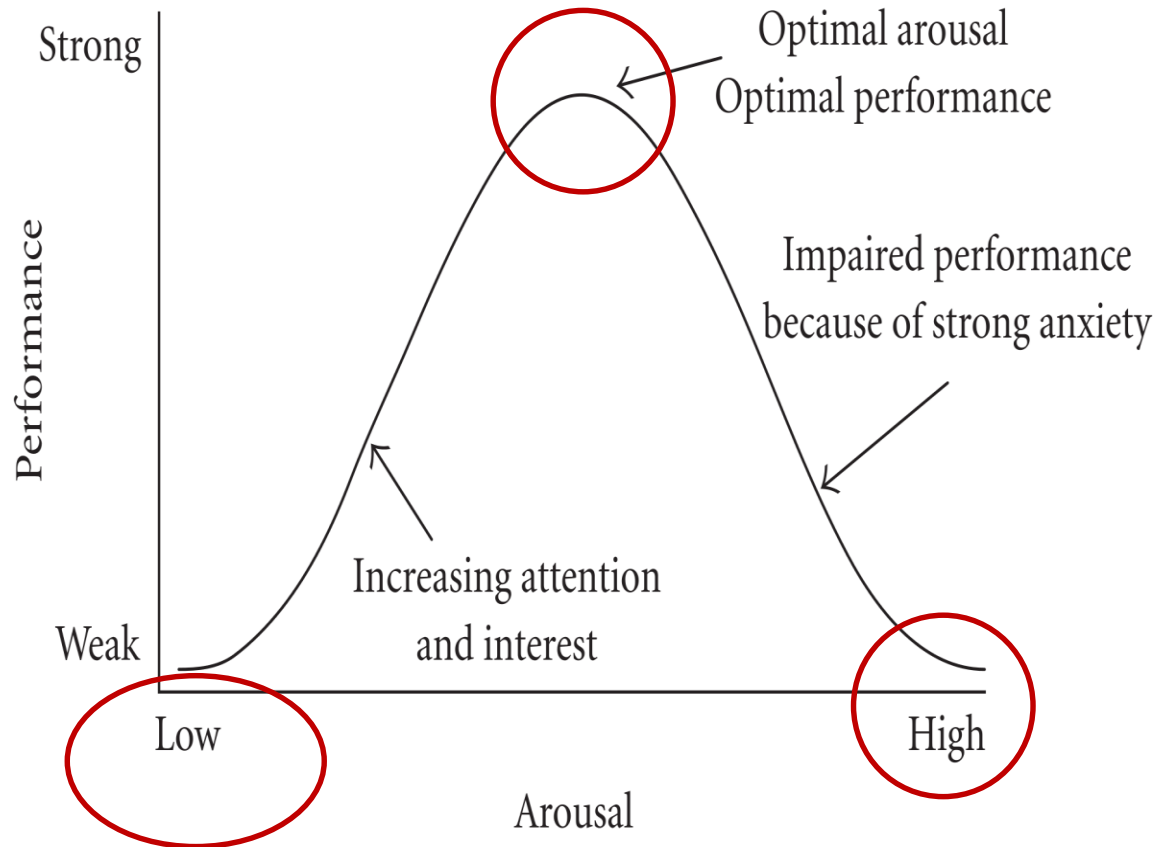 Strong
Optimal arousal
Optimal performance
Impaired performance
because of strong anxiety
Performance
Increasing attention
and interest
Weak
Low
High
Arousal